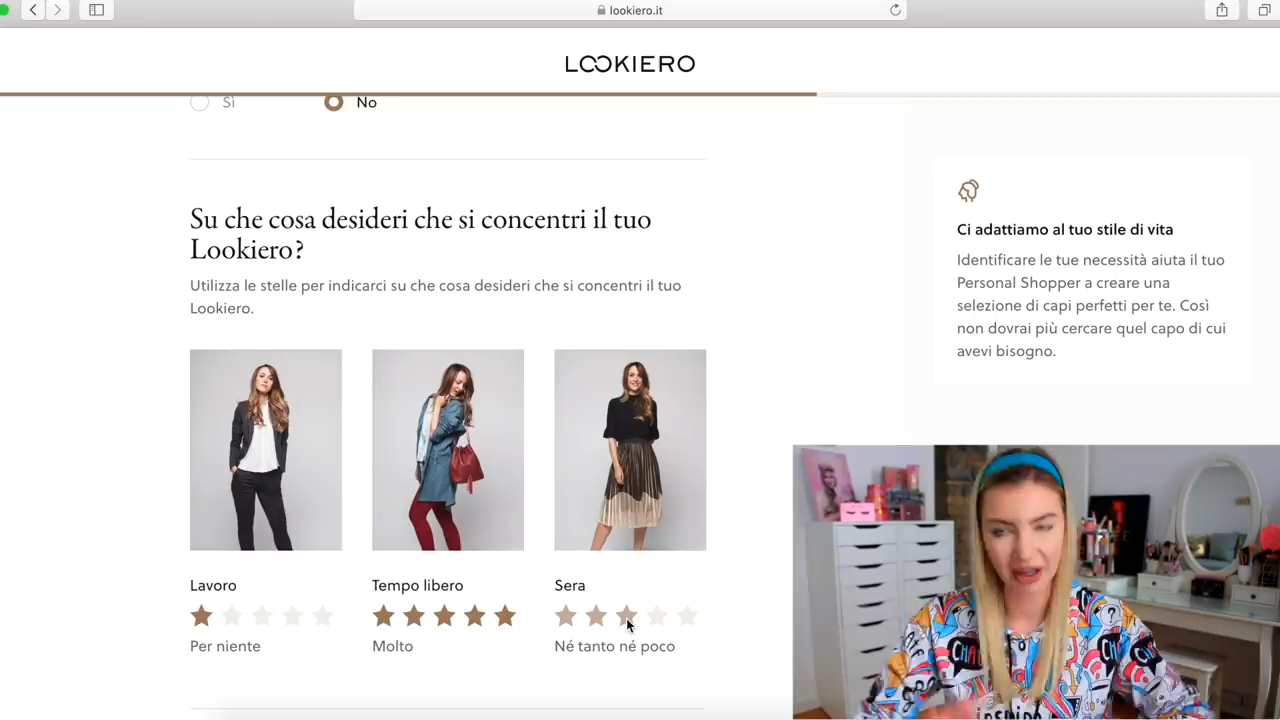 lookiero.it
LOOKIERO
Sì
No
Su che cosa desideri che si concentri il tuo
Lookiero?
Utilizza le stelle per indicarci su che cosa desideri che si concentri il tuo
Lookiero.
Lavoro
Per niente
Tempo libero
Molto
Sera
Né tanto né poco
Ci adattiamo al tuo stile di vita
Identificare le tue necessità aiuta il tuo
Personal Shopper a creare una
selezione di capi perfetti per te. Così
non dovrai più cercare quel capo di cui
avevi bisogno.